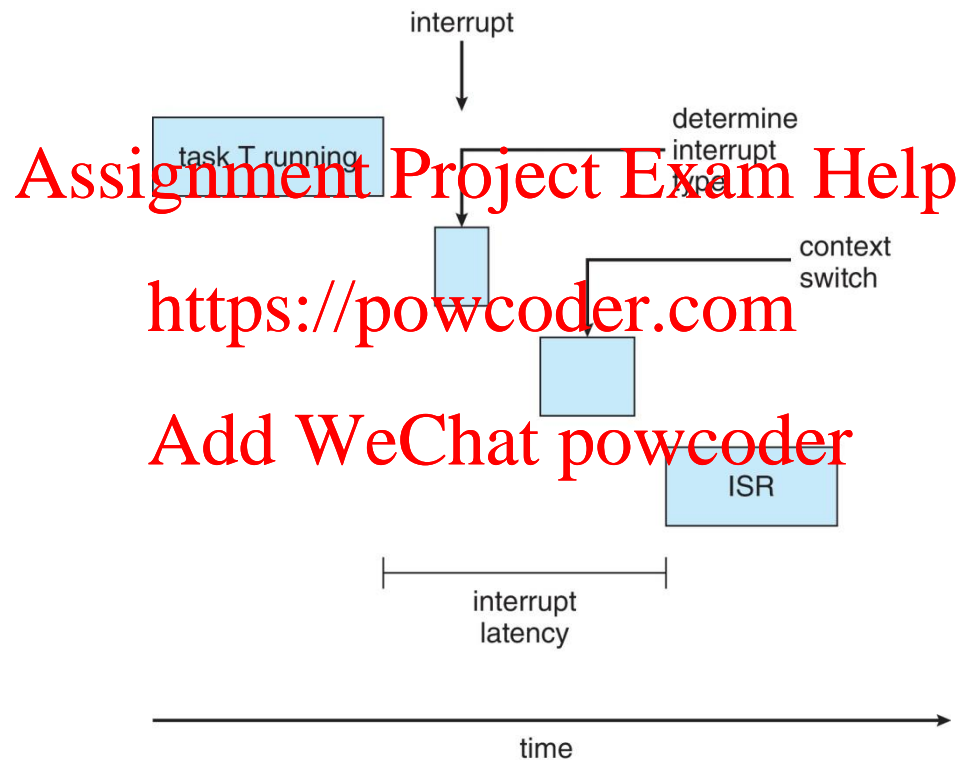 interrupt
task T running
determine
interrupt
type
Assignment Project Exam Help
context
switch
https://powcoder.com
Add WeChat powcoder
ISR
interrupt
latency
time